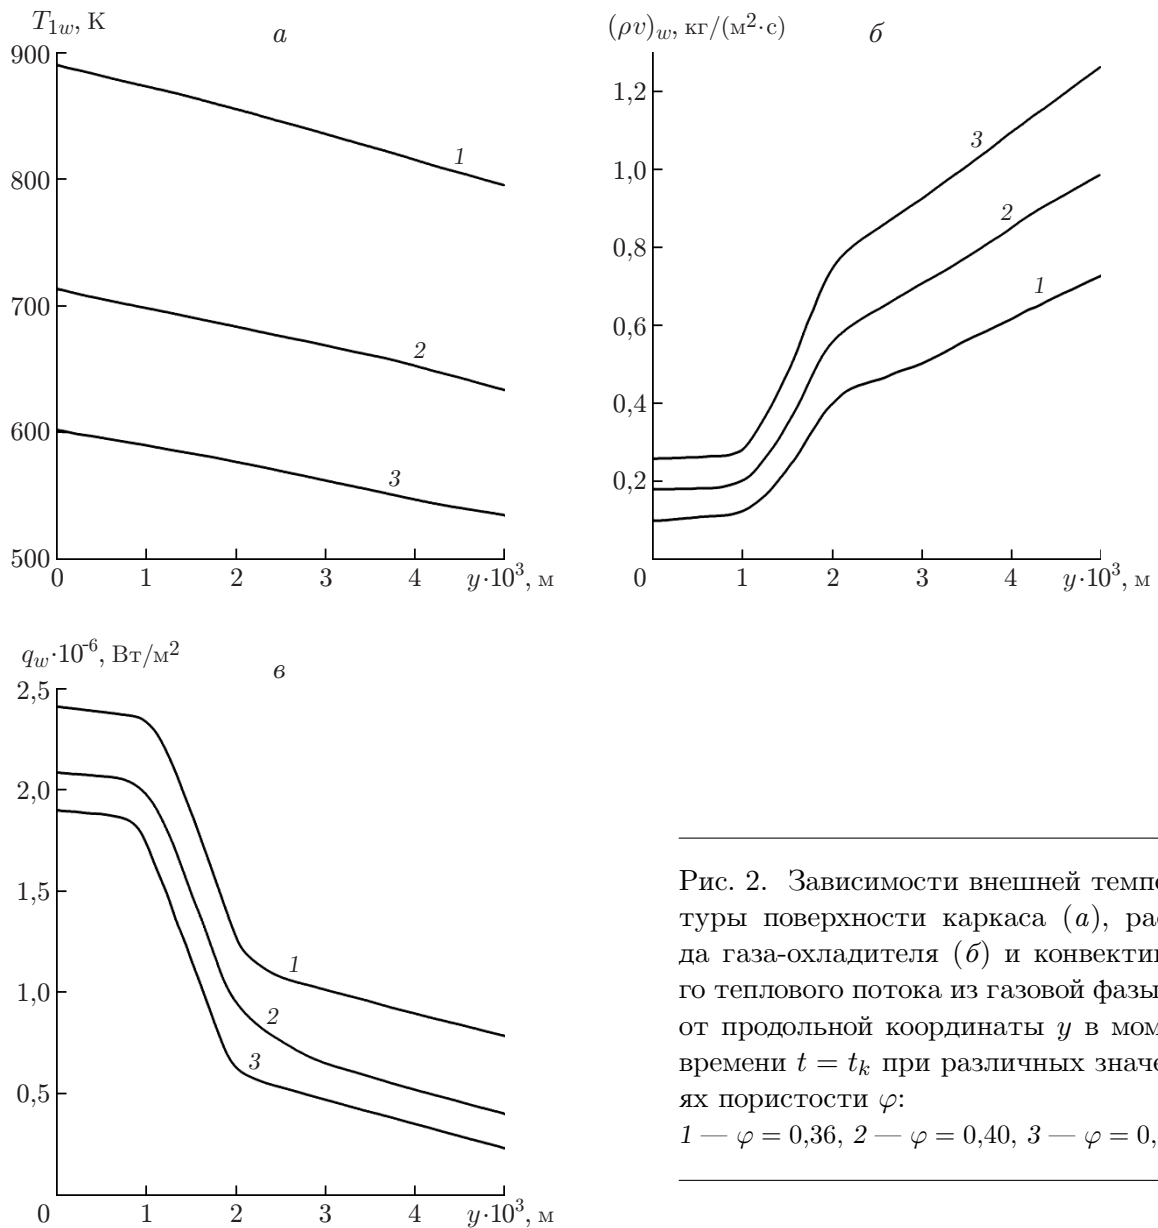 T₁w, К
а
900
800
700
600
500
1
2
3
0 1 2 3 4 y·10³, м
(ρv)w, кг/(м²·с)
б
1,2
1,0
0,8
0,6
0,4
0,2
3
2
1
0 1 2 3 4 y·10³, м
qw·10⁻⁶, Вт/м²
в
2,5
2,0
1,5
1,0
0,5
1
2
3
0 1 2 3 4 y·10³, м
Рис. 2. Зависимости внешней темпе
туры поверхности каркаса (а), рас
да газа-охладителя (б) и конвектив
го теплового потока из газовой фазы
от продольной координаты y в мом
времени t = tk при различных значе
ях пористости φ:
1 — φ = 0,36, 2 — φ = 0,40, 3 — φ = 0,